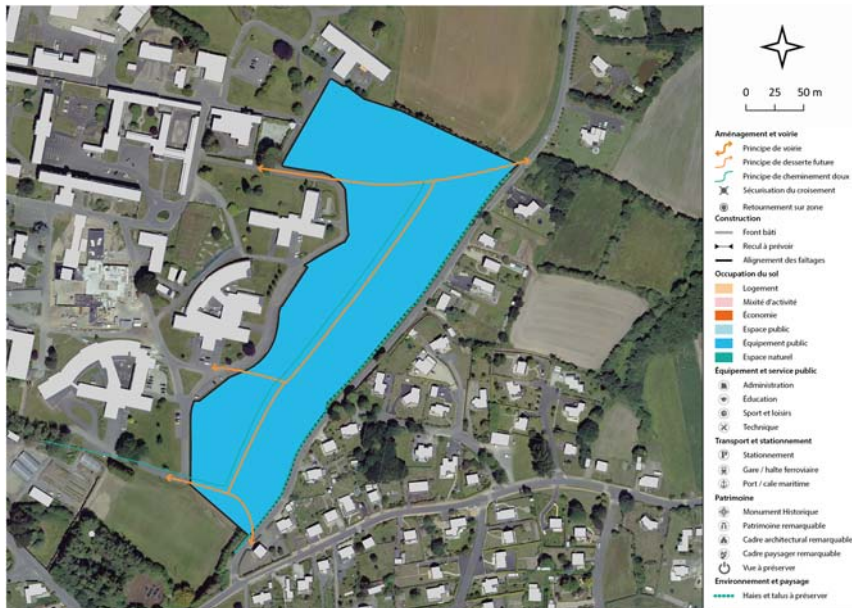 0 25 50 m
Aménagement et voirie
Principe de voirie
Principe de desserte future
Principe de cheminement doux
Sécurisation du croisement
Retournement sur zone
Construction
Front bâti
Recul à prévoir
Alignement des faîtages
Occupation du sol
Logement
Mixité d'activité
Économie
Espace public
Équipement public
Espace naturel
Équipement et service public
Administration
Éducation
Sport et loisirs
Technique
Transport et stationnement
P Stationnement
Gare / halte ferroviaire
Port / cale maritime
Patrimoine
Monument Historique
Patrimoine remarquable
Cadre architectural remarquable
Cadre paysager remarquable
Vue à préserver
Environnement et paysage
Haies et talus à préserver